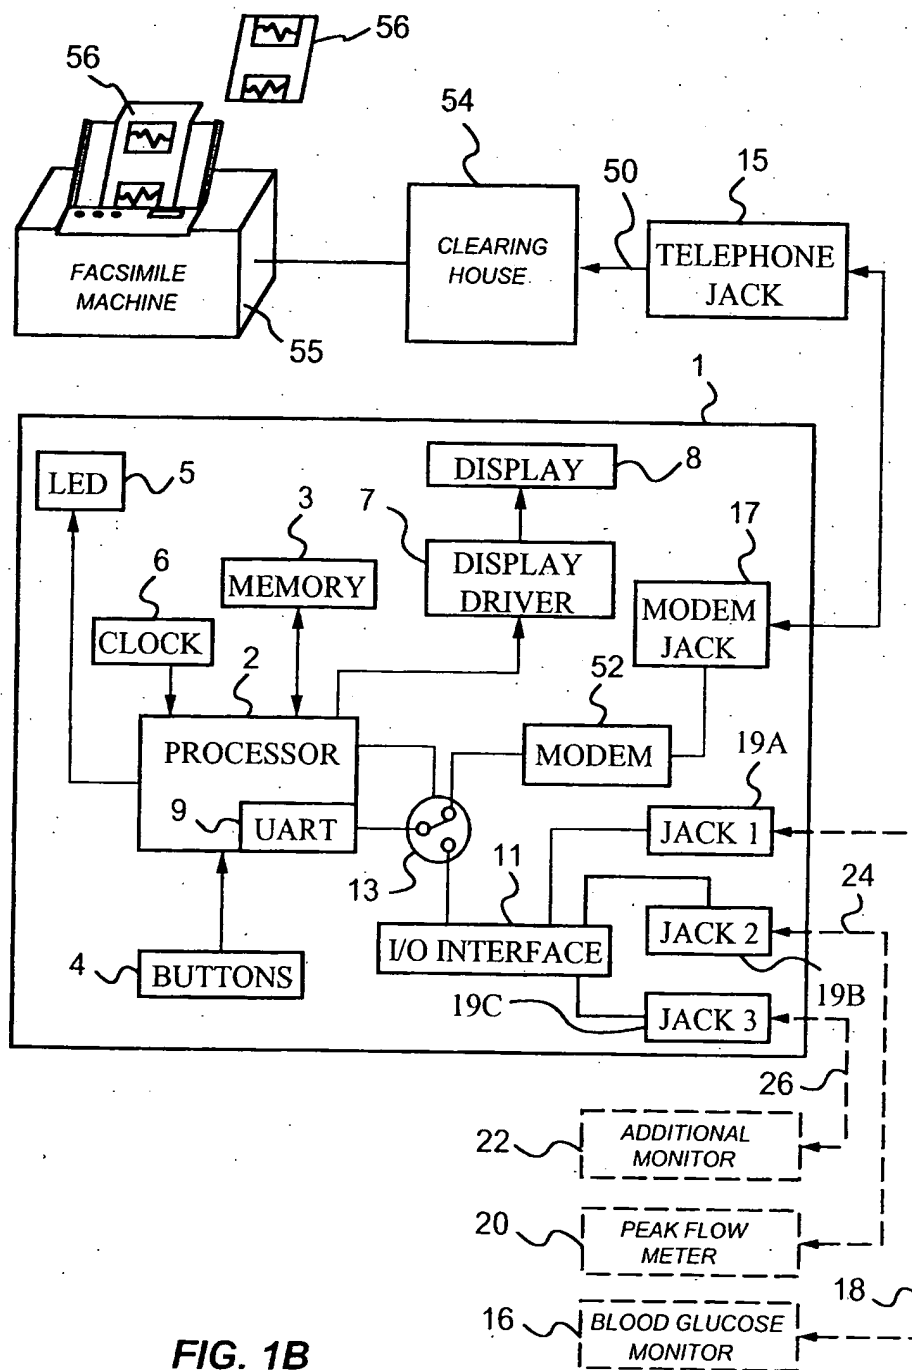 56
56
54
50
15
CLEARING
HOUSE
TELEPHONE
JACK
FACSIMILE
MACHINE
55
1
LED
5
DISPLAY
8
3
7
17
6
MEMORY
DISPLAY
DRIVER
MODEM
JACK
CLOCK
2
52
PROCESSOR
MODEM
19A
9
UART
JACK 1
13
11
24
I/O INTERFACE
JACK 2
4
BUTTONS
19C
19B
JACK 3
26
22
ADDITIONAL
MONITOR
20
PEAK FLOW
METER
18
16
BLOOD GLUCOSE
MONITOR
FIG. 1B